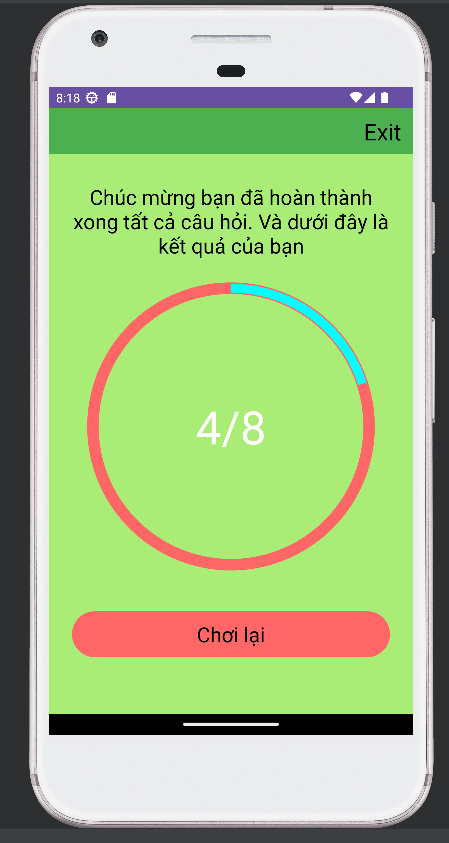 8:18
Exit
Chúc mừng bạn đã hoàn thành
xong tất cả câu hỏi. Và dưới đây là
kết quả của bạn
4/8
Chơi lại